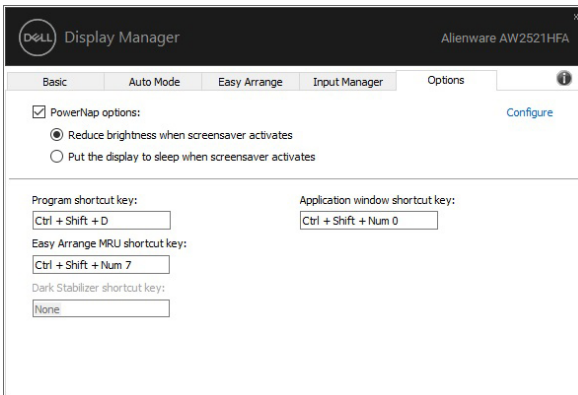 DELL Display Manager
Alienware AW2521HFA
Basic
Auto Mode
Easy Arrange
Input Manager
Options
PowerNap options:
Configure
Reduce brightness when screensaver activates
Put the display to sleep when screensaver activates
Program shortcut key:
Application window shortcut key:
Ctrl + Shift + D
Ctrl + Shift + Num 0
Easy Arrange MRU shortcut key:
Ctrl + Shift + Num 7
Dark Stabilizer shortcut key:
None